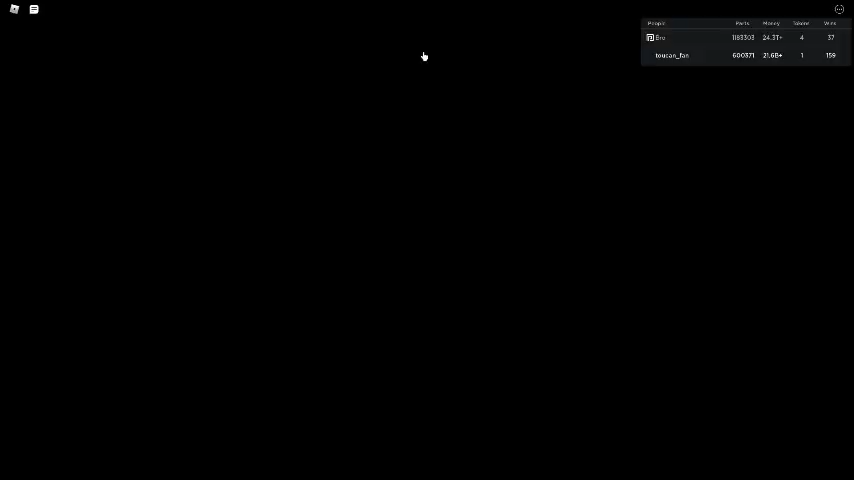 People Parts Money Tokens Wins
Bro 1183303 24.3T+ 4 37
toucan_fan 600371 21.6B+ 1 159